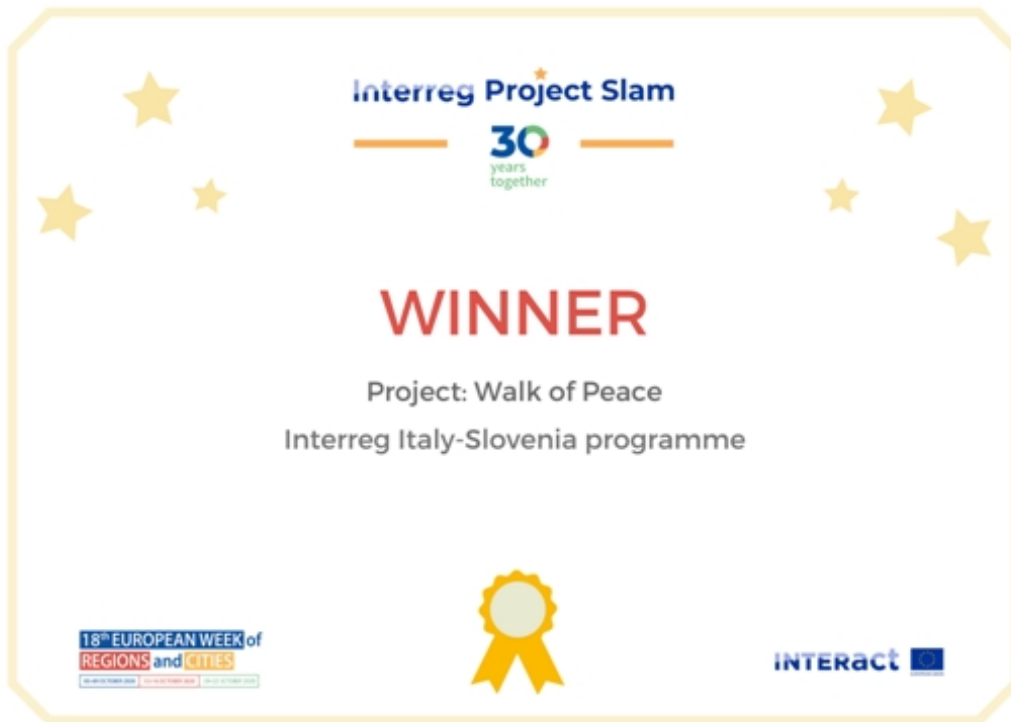 Interreg Project Slam
30
years
together
WINNER
Project: Walk of Peace
Interreg Italy-Slovenia programme
18th EUROPEAN WEEK of
REGIONS and CITIES
INTERact